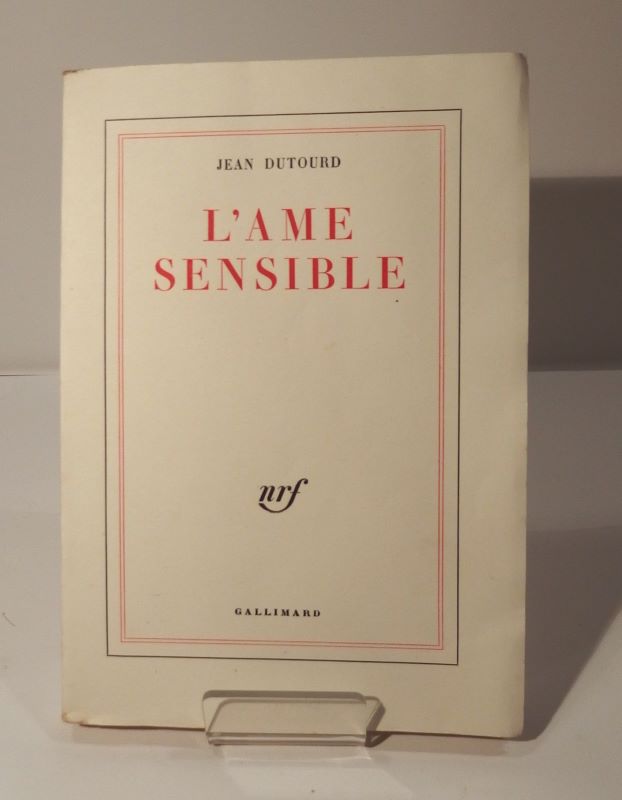 JEAN DUTOURD
L'AME
SENSIBLE
nrf
GALLIMARD